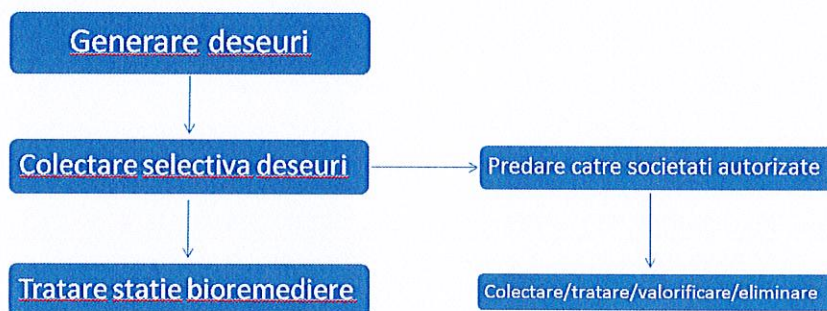 Generare deseuri
Colectare selectiva deseuri
Predare catre societati autorizate
Tratare statie bioremediere
Colectare/tratare/valorificare/eliminare